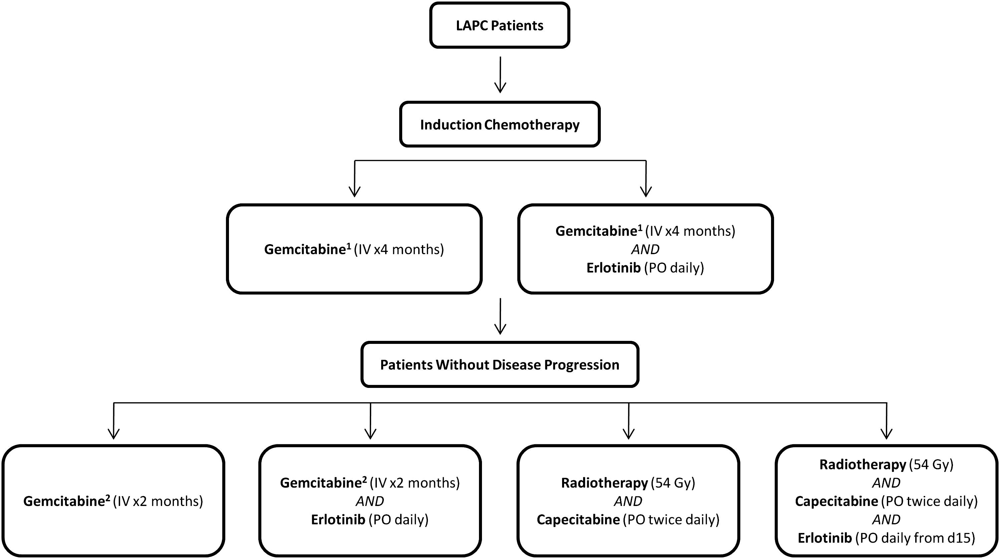 LAPC Patients
Induction Chemotherapy
Gemcitabine¹ (IV x4 months)
Gemcitabine¹ (IV x4 months)
AND
Erlotinib (PO daily)
Patients Without Disease Progression
Gemcitabine² (IV x2 months)
Gemcitabine² (IV x2 months)
AND
Erlotinib (PO daily)
Radiotherapy (54 Gy)
AND
Capecitabine (PO twice daily)
Radiotherapy (54 Gy)
AND
Capecitabine (PO twice daily)
AND
Erlotinib (PO daily from d15)